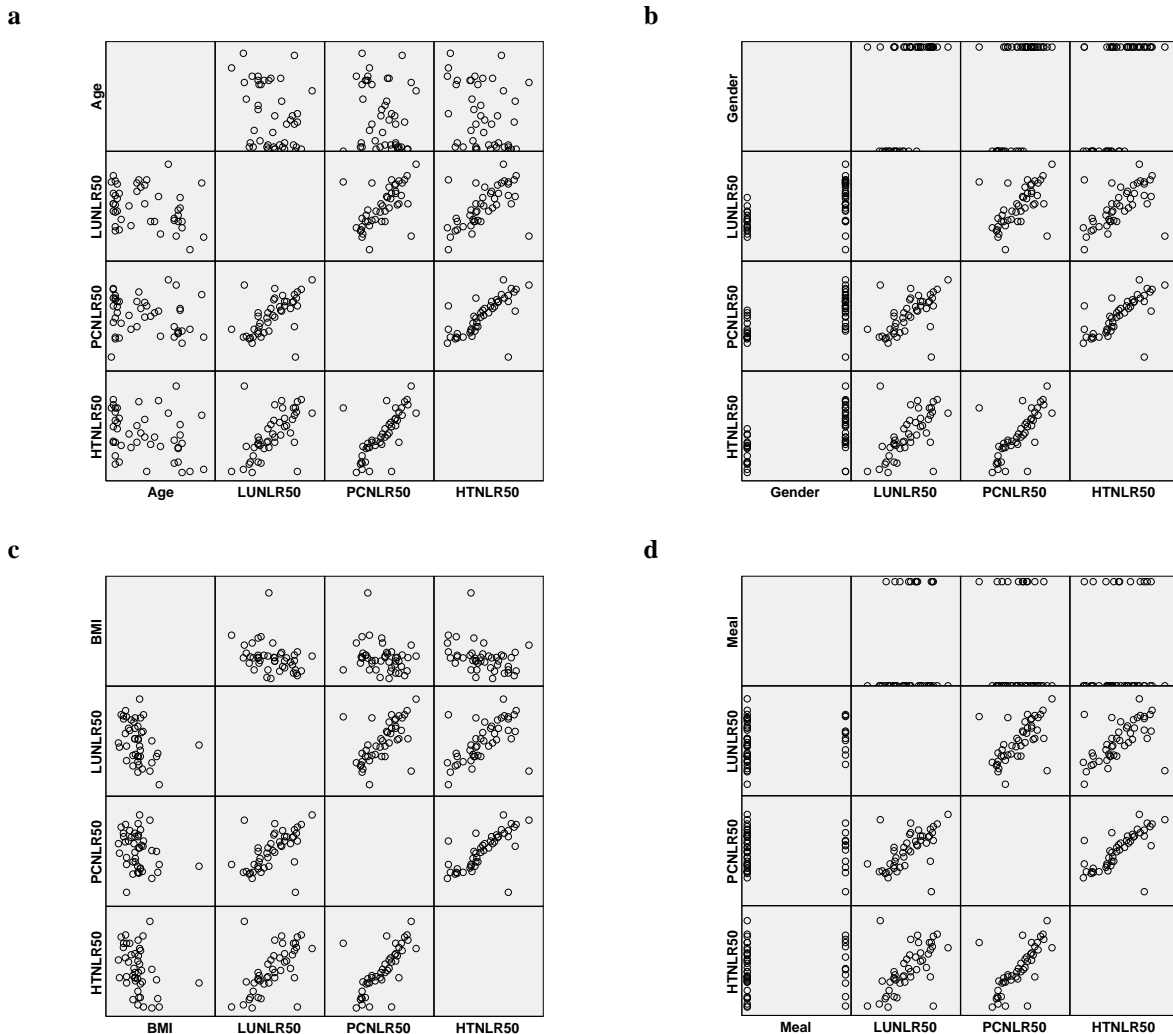 a
Age
LUNLR50
PCNLR50
HTNLR50
Age LUNLR50 PCNLR50 HTNLR50
b
Gender
LUNLR50
PCNLR50
HTNLR50
Gender LUNLR50 PCNLR50 HTNLR50
c
BMI
LUNLR50
PCNLR50
HTNLR50
BMI LUNLR50 PCNLR50 HTNLR50
d
Meal
LUNLR50
PCNLR50
HTNLR50
Meal LUNLR50 PCNLR50 HTNLR50